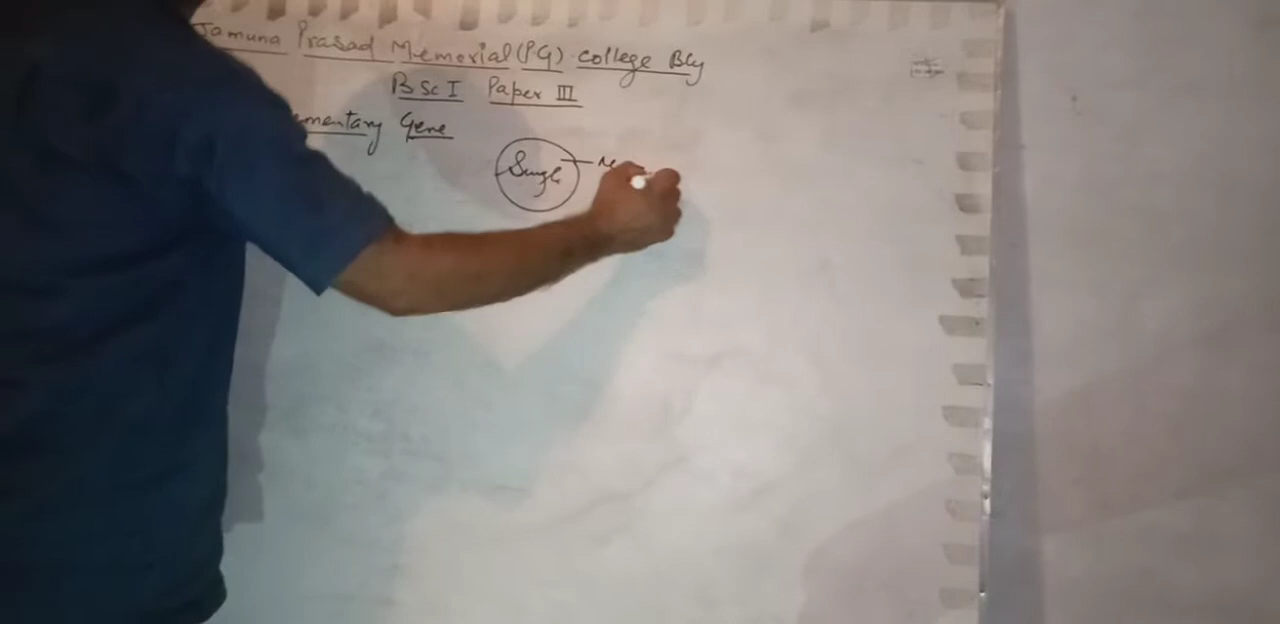 Jamuna Prasad Memorial (PG) college Bly
BSc I Paper III
mentary Gene
Single